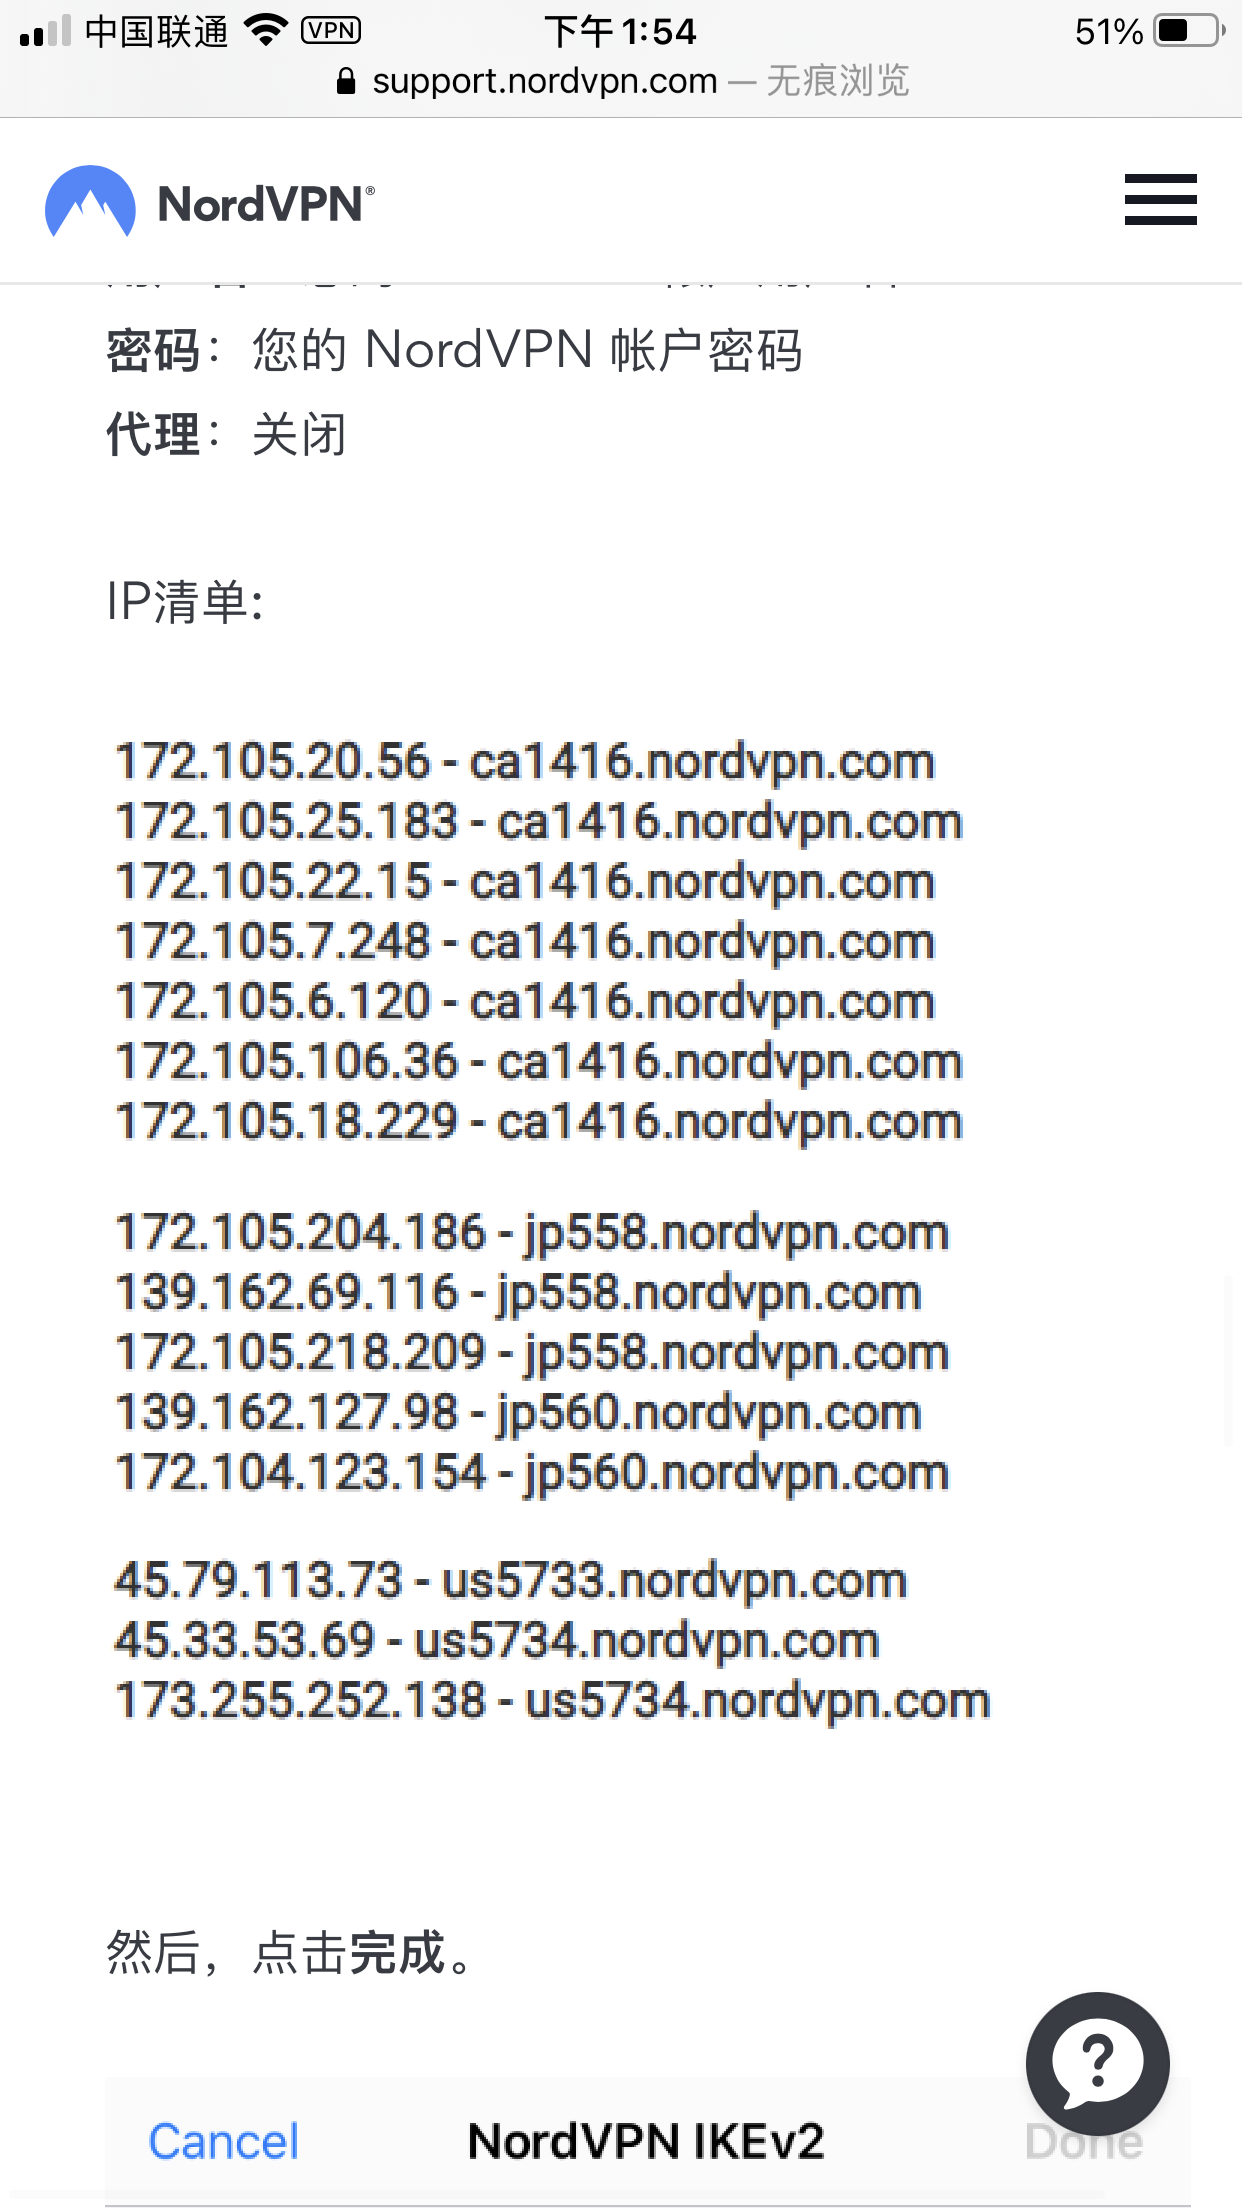 中国联通 VPN 下午 1:54 51%
support.nordvpn.com — 无痕浏览
NordVPN®
密码：您的 NordVPN 帐户密码
代理：关闭
IP清单:
172.105.20.56 - ca1416.nordvpn.com
172.105.25.183 - ca1416.nordvpn.com
172.105.22.15 - ca1416.nordvpn.com
172.105.7.248 - ca1416.nordvpn.com
172.105.6.120 - ca1416.nordvpn.com
172.105.106.36 - ca1416.nordvpn.com
172.105.18.229 - ca1416.nordvpn.com
172.105.204.186 - jp558.nordvpn.com
139.162.69.116 - jp558.nordvpn.com
172.105.218.209 - jp558.nordvpn.com
139.162.127.98 - jp560.nordvpn.com
172.104.123.154 - jp560.nordvpn.com
45.79.113.73 - us5733.nordvpn.com
45.33.53.69 - us5734.nordvpn.com
173.255.252.138 - us5734.nordvpn.com
然后，点击完成。
Cancel NordVPN IKEv2 Done